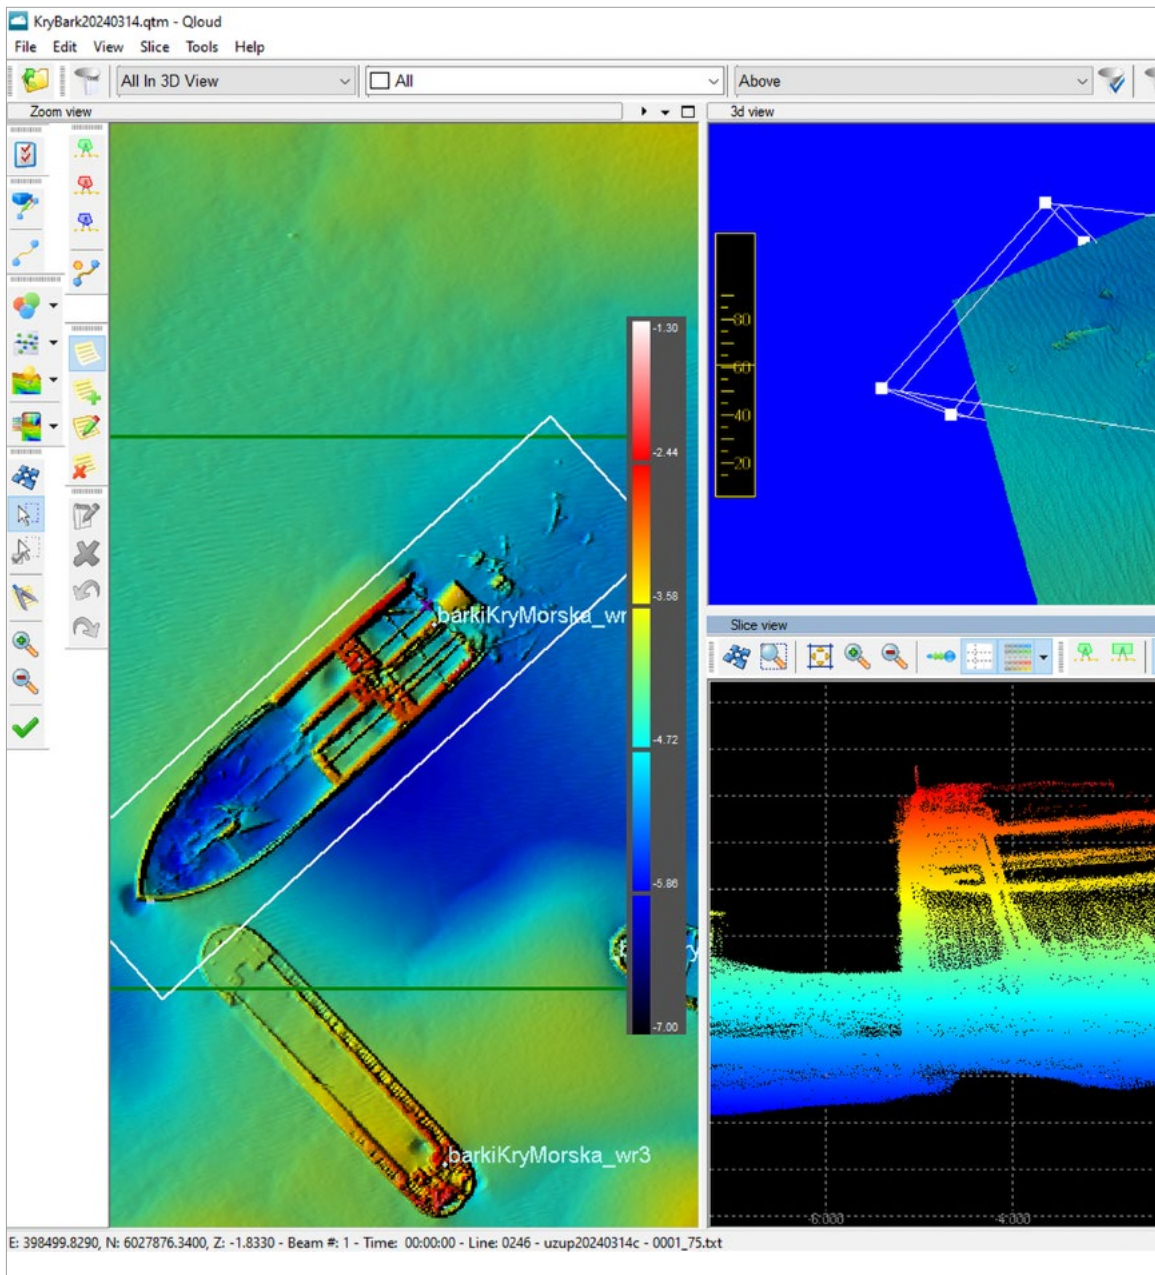 KryBark20240314.qtm - Qloud
File Edit View Slice Tools Help
All In 3D View All Above
Zoom view
3d view
-1.30
-2.44
-3.58
-4.72
-5.86
-7.00
80
60
40
20
barkiKryMorska_wr
barkiKryMorska_wr3
Slice view
-6.000 -4.000
E: 398499.8290, N: 6027876.3400, Z: -1.8330 - Beam #: 1 - Time: 00:00:00 - Line: 0246 - uzup20240314c - 0001_75.txt